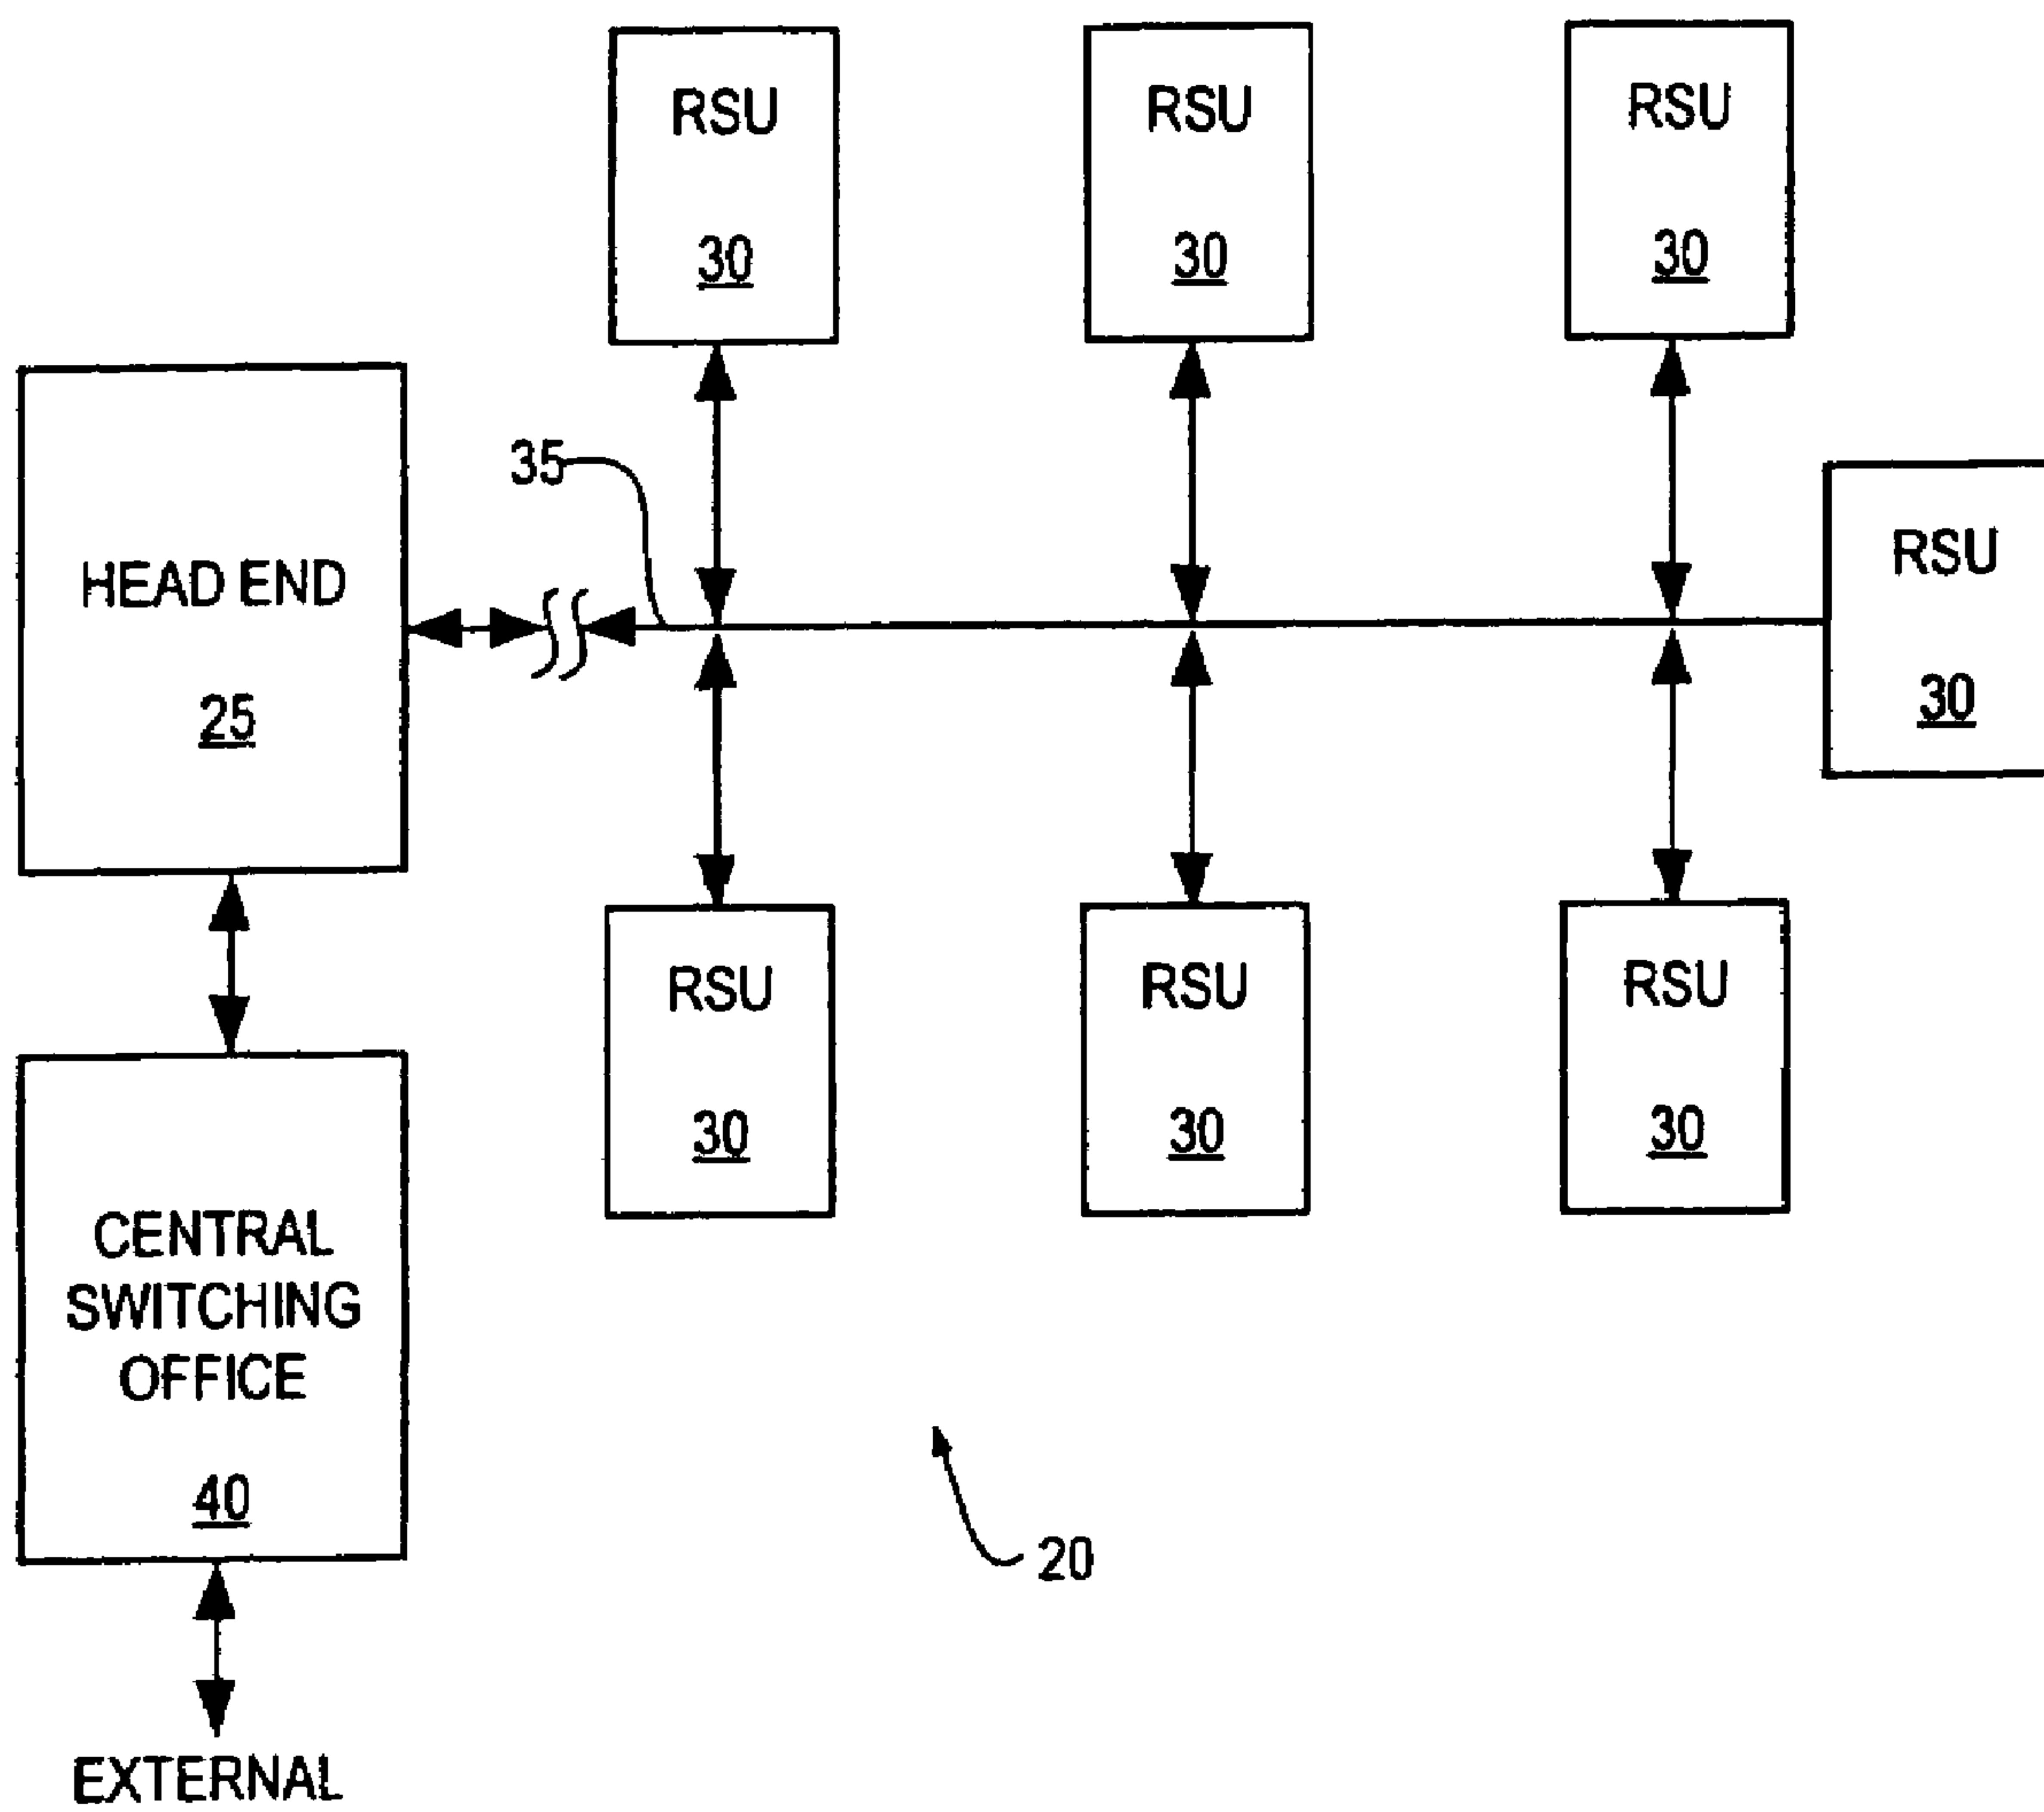 RSU
30
RSU
30
RSU
30
35
HEAD END
25
RSU
30
RSU
30
RSU
30
RSU
30
CENTRAL
SWITCHING
OFFICE
40
20
EXTERNAL